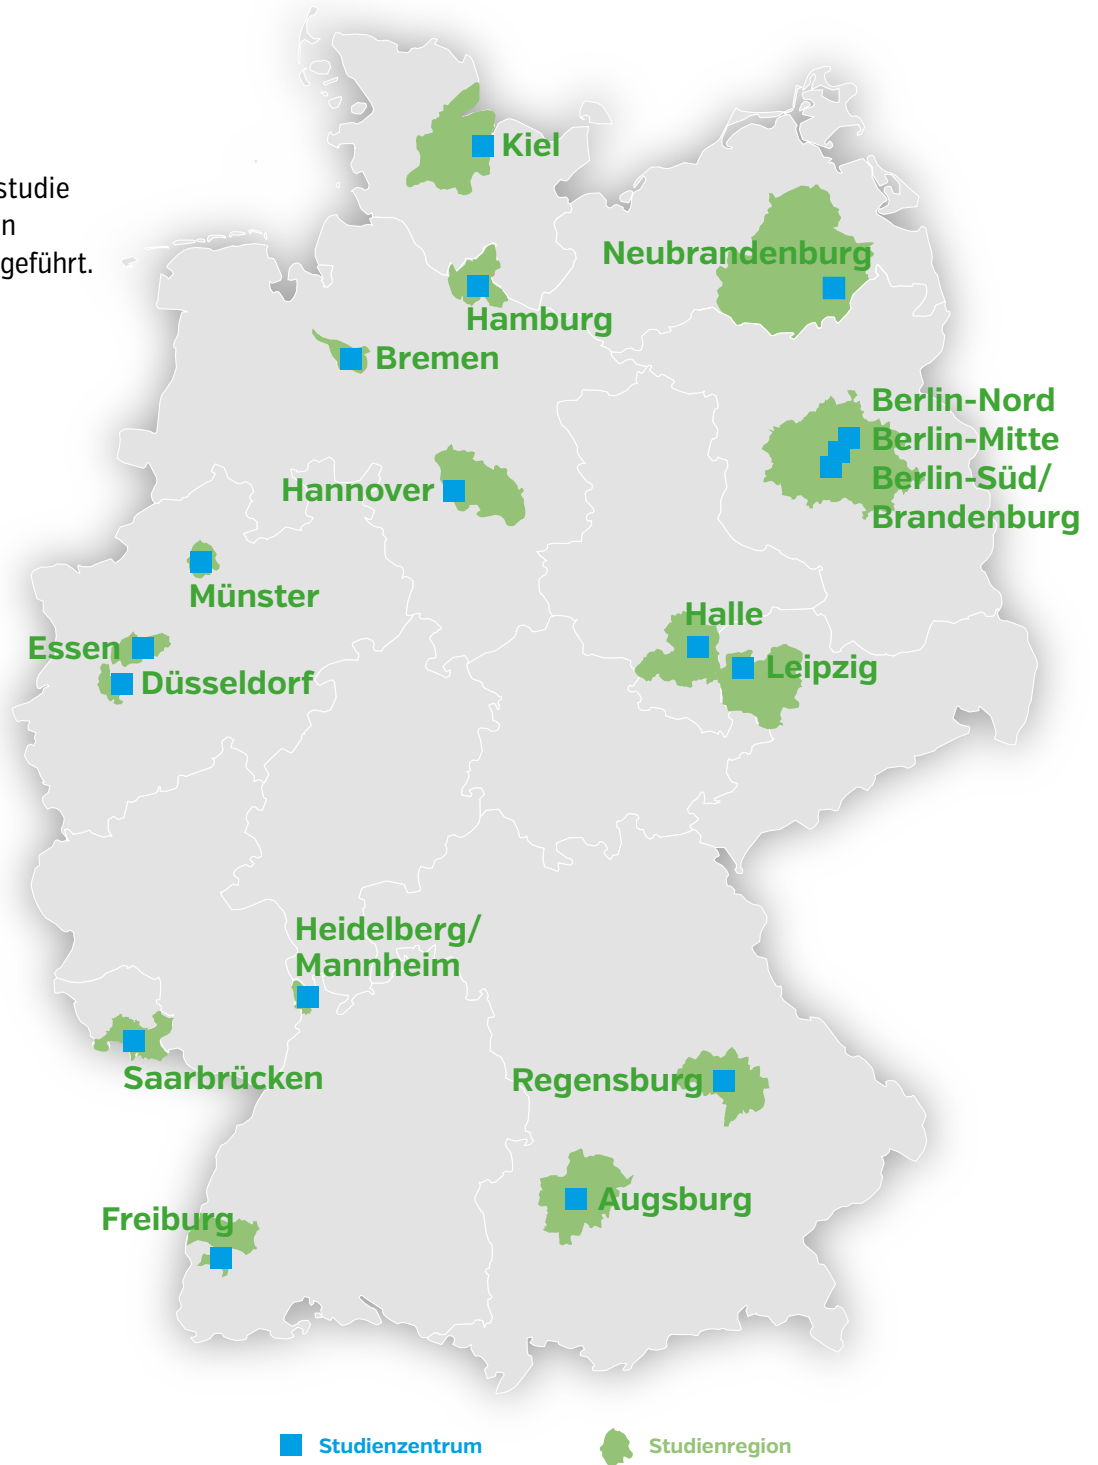 studie
n
geführt.
Kiel
Neubrandenburg
Hamburg
Bremen
Berlin-Nord
Berlin-Mitte
Berlin-Süd/
Brandenburg
Hannover
Münster
Halle
Essen
Leipzig
Düsseldorf
Heidelberg/
Mannheim
Saarbrücken
Regensburg
Augsburg
Freiburg
Studienzentrum
Studienregion